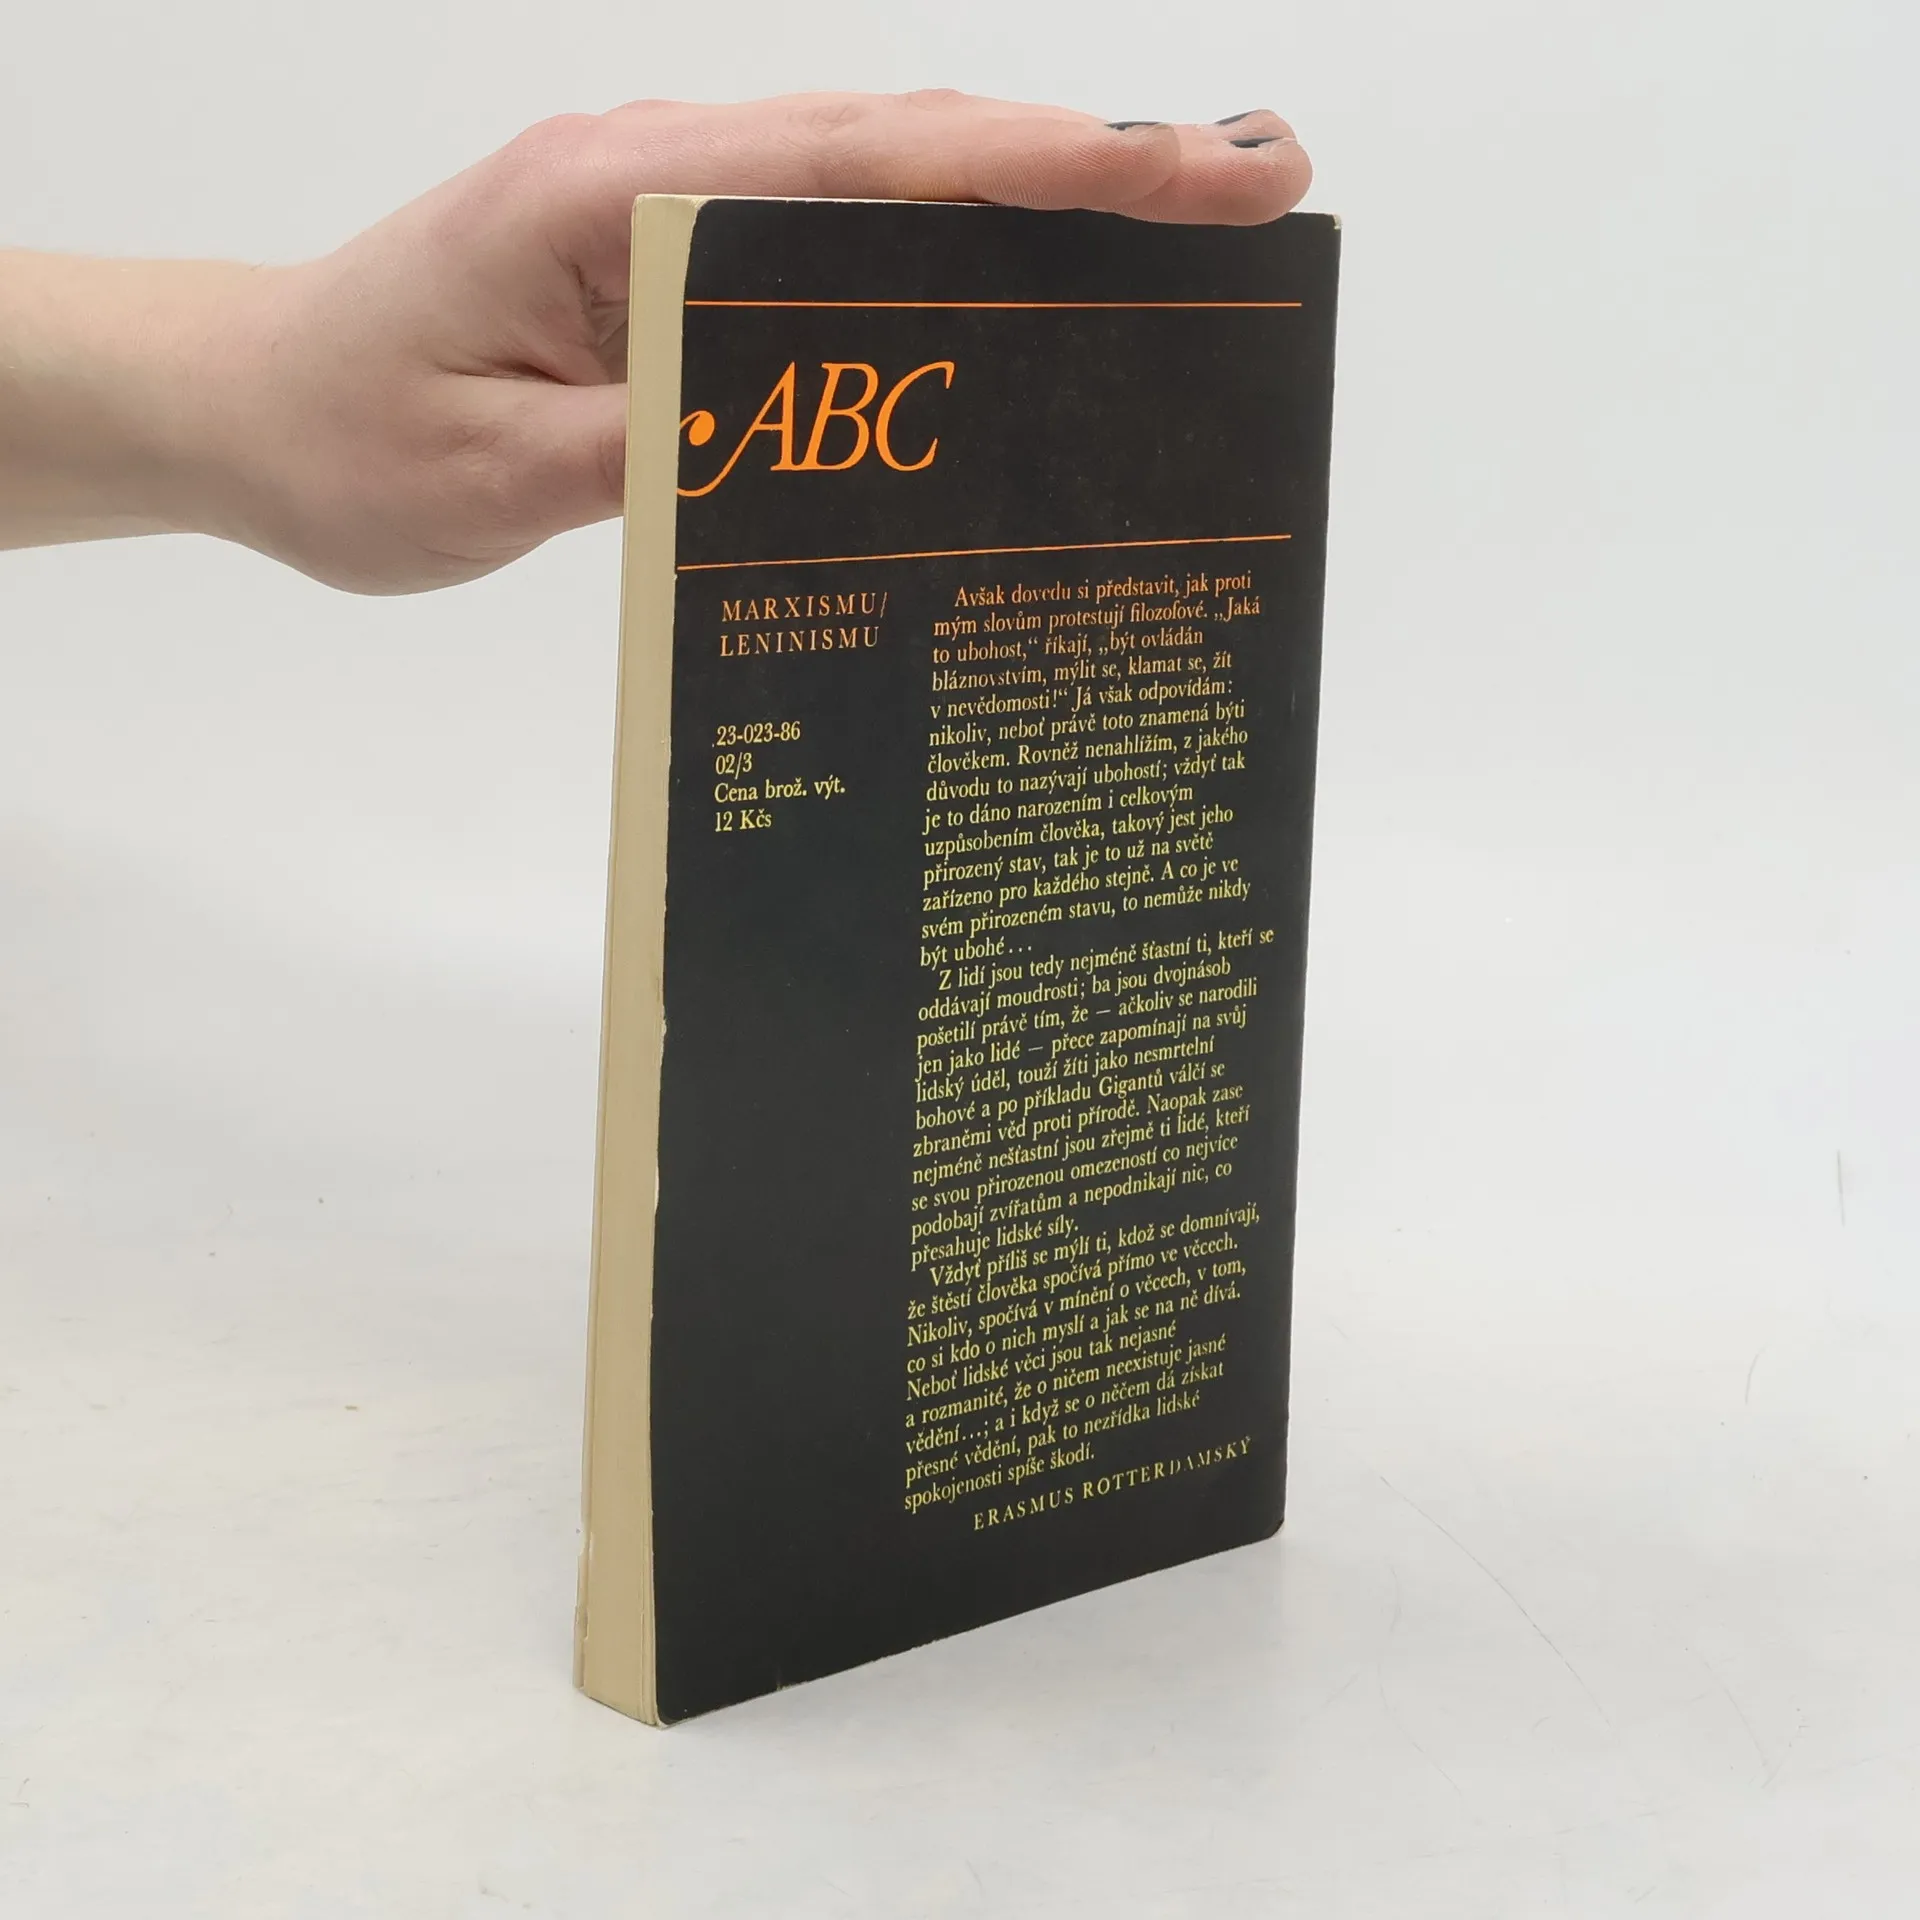 ABC
MARXISMU/
LENINISMU
23-023-86
02/3
Cena brož. výt.
12 Kčs
Avšak dovedu si představit, jak proti
mým slovům protestují filozofové. „Jaká
to ubohost,“ říkají, „být ovládán
bláznovstvím, mýlit se, klamat se, žít
v nevědomosti!“ Já však odpovídám:
nikoliv, neboť právě toto znamená býti
člověkem. Rovněž nenahlížím, z jakého
důvodu to nazývají ubohostí; vždyť tak
je to dáno narozením i celkovým
uzpůsobením člověka, takový jest jeho
přirozený stav, tak je to už na světě
zařízeno pro každého stejně. A co je ve
svém přirozeném stavu, to nemůže nikdy
být ubohé...
Z lidí jsou tedy nejméně šťastní ti, kteří se
oddávají moudrosti; ba jsou dvojnásob
pošetilí právě tím, že — ačkoliv se narodili
jen jako lidé — přece zapomínají na svůj
lidský úděl, touží žíti jako nesmrtelní
bohové a po příkladu Gigantů válčí se
zbraněmi věd proti přírodě. Naopak zase
nejméně nešťastní jsou zřejmě ti lidé, kteří
se svou přirozenou omezeností co nejvíce
podobají zvířatům a nepodnikají nic, co
přesahuje lidské síly.
Vždyť příliš se mýlí ti, kdož se domnívají,
že štěstí člověka spočívá přímo ve věcech.
Nikoliv, spočívá v mínění o věcech, v tom,
co si kdo o nich myslí a jak se na ně dívá.
Neboť lidské věci jsou tak nejasné
a rozmanité, že o ničem neexistuje jasné
vědění...; a i když se o něčem dá získat
přesné vědění, pak to nezřídka lidské
spokojenosti spíše škodí.
ERASMUS ROTTERDAMSKÝ